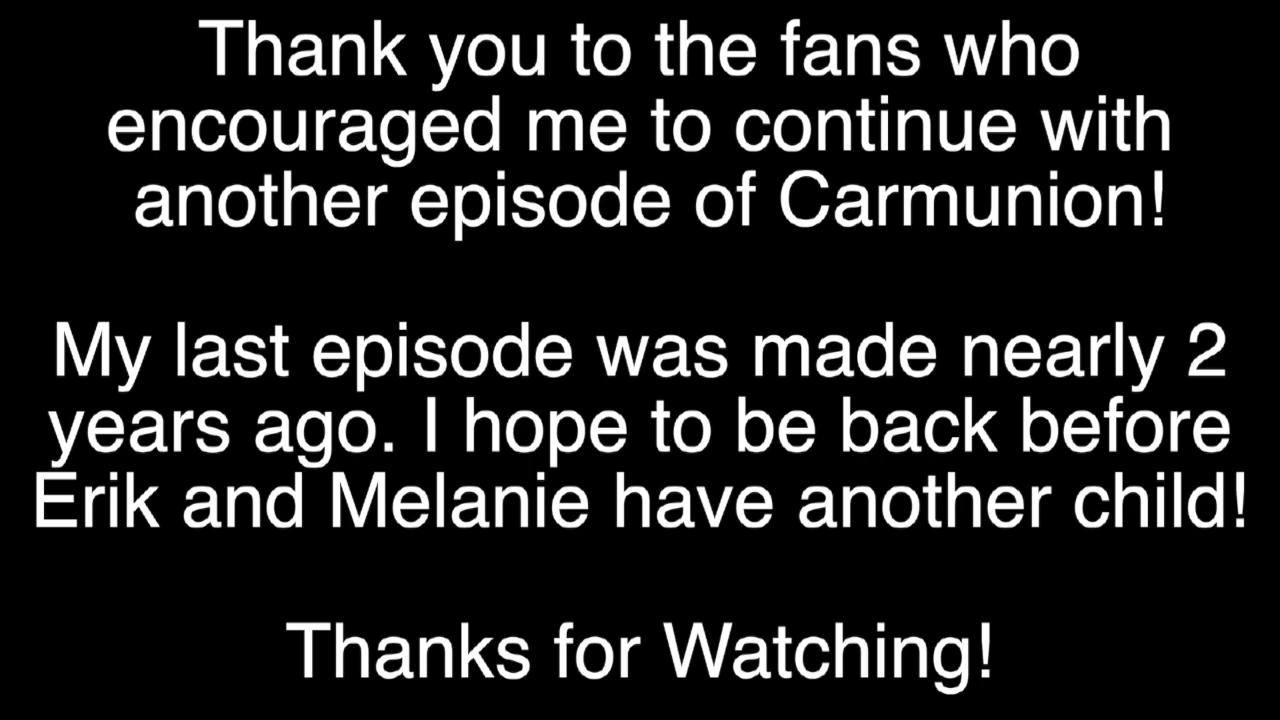 Thank you to the fans who
encouraged me to continue with
another episode of Carmunion!
My last episode was made nearly 2
years ago. I hope to be back before
Erik and Melanie have another child!
Thanks for Watching!